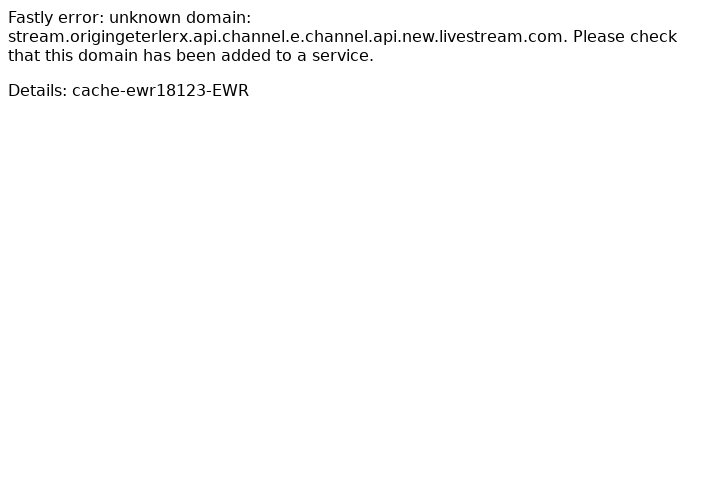 Fastly error: unknown domain:
stream.origingeterlerx.api.channel.e.channel.api.new.livestream.com. Please check
that this domain has been added to a service.
Details: cache-ewr18123-EWR